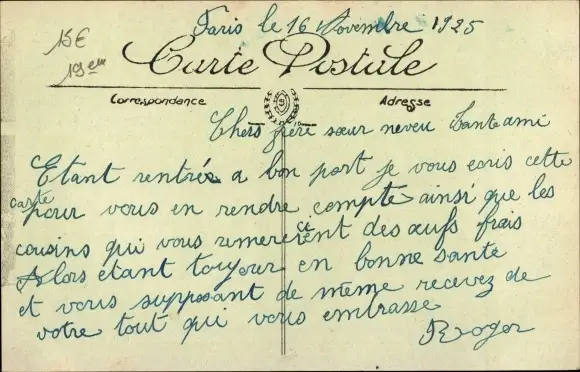 Paris le 16 Novembre 1925
15€
19em
Carte Postale
Correspondance
Adresse
Chers frère sœur neveu Tante ami
Etant rentrés a bon port je vous ecris cette
carte
pour vous en rendre compte ainsi que les
cousins qui vous remercient des œufs frais
Alors etant toujour en bonne santé
et vous supposant de même recevez de
votre tout qui vous embrasse
Roger